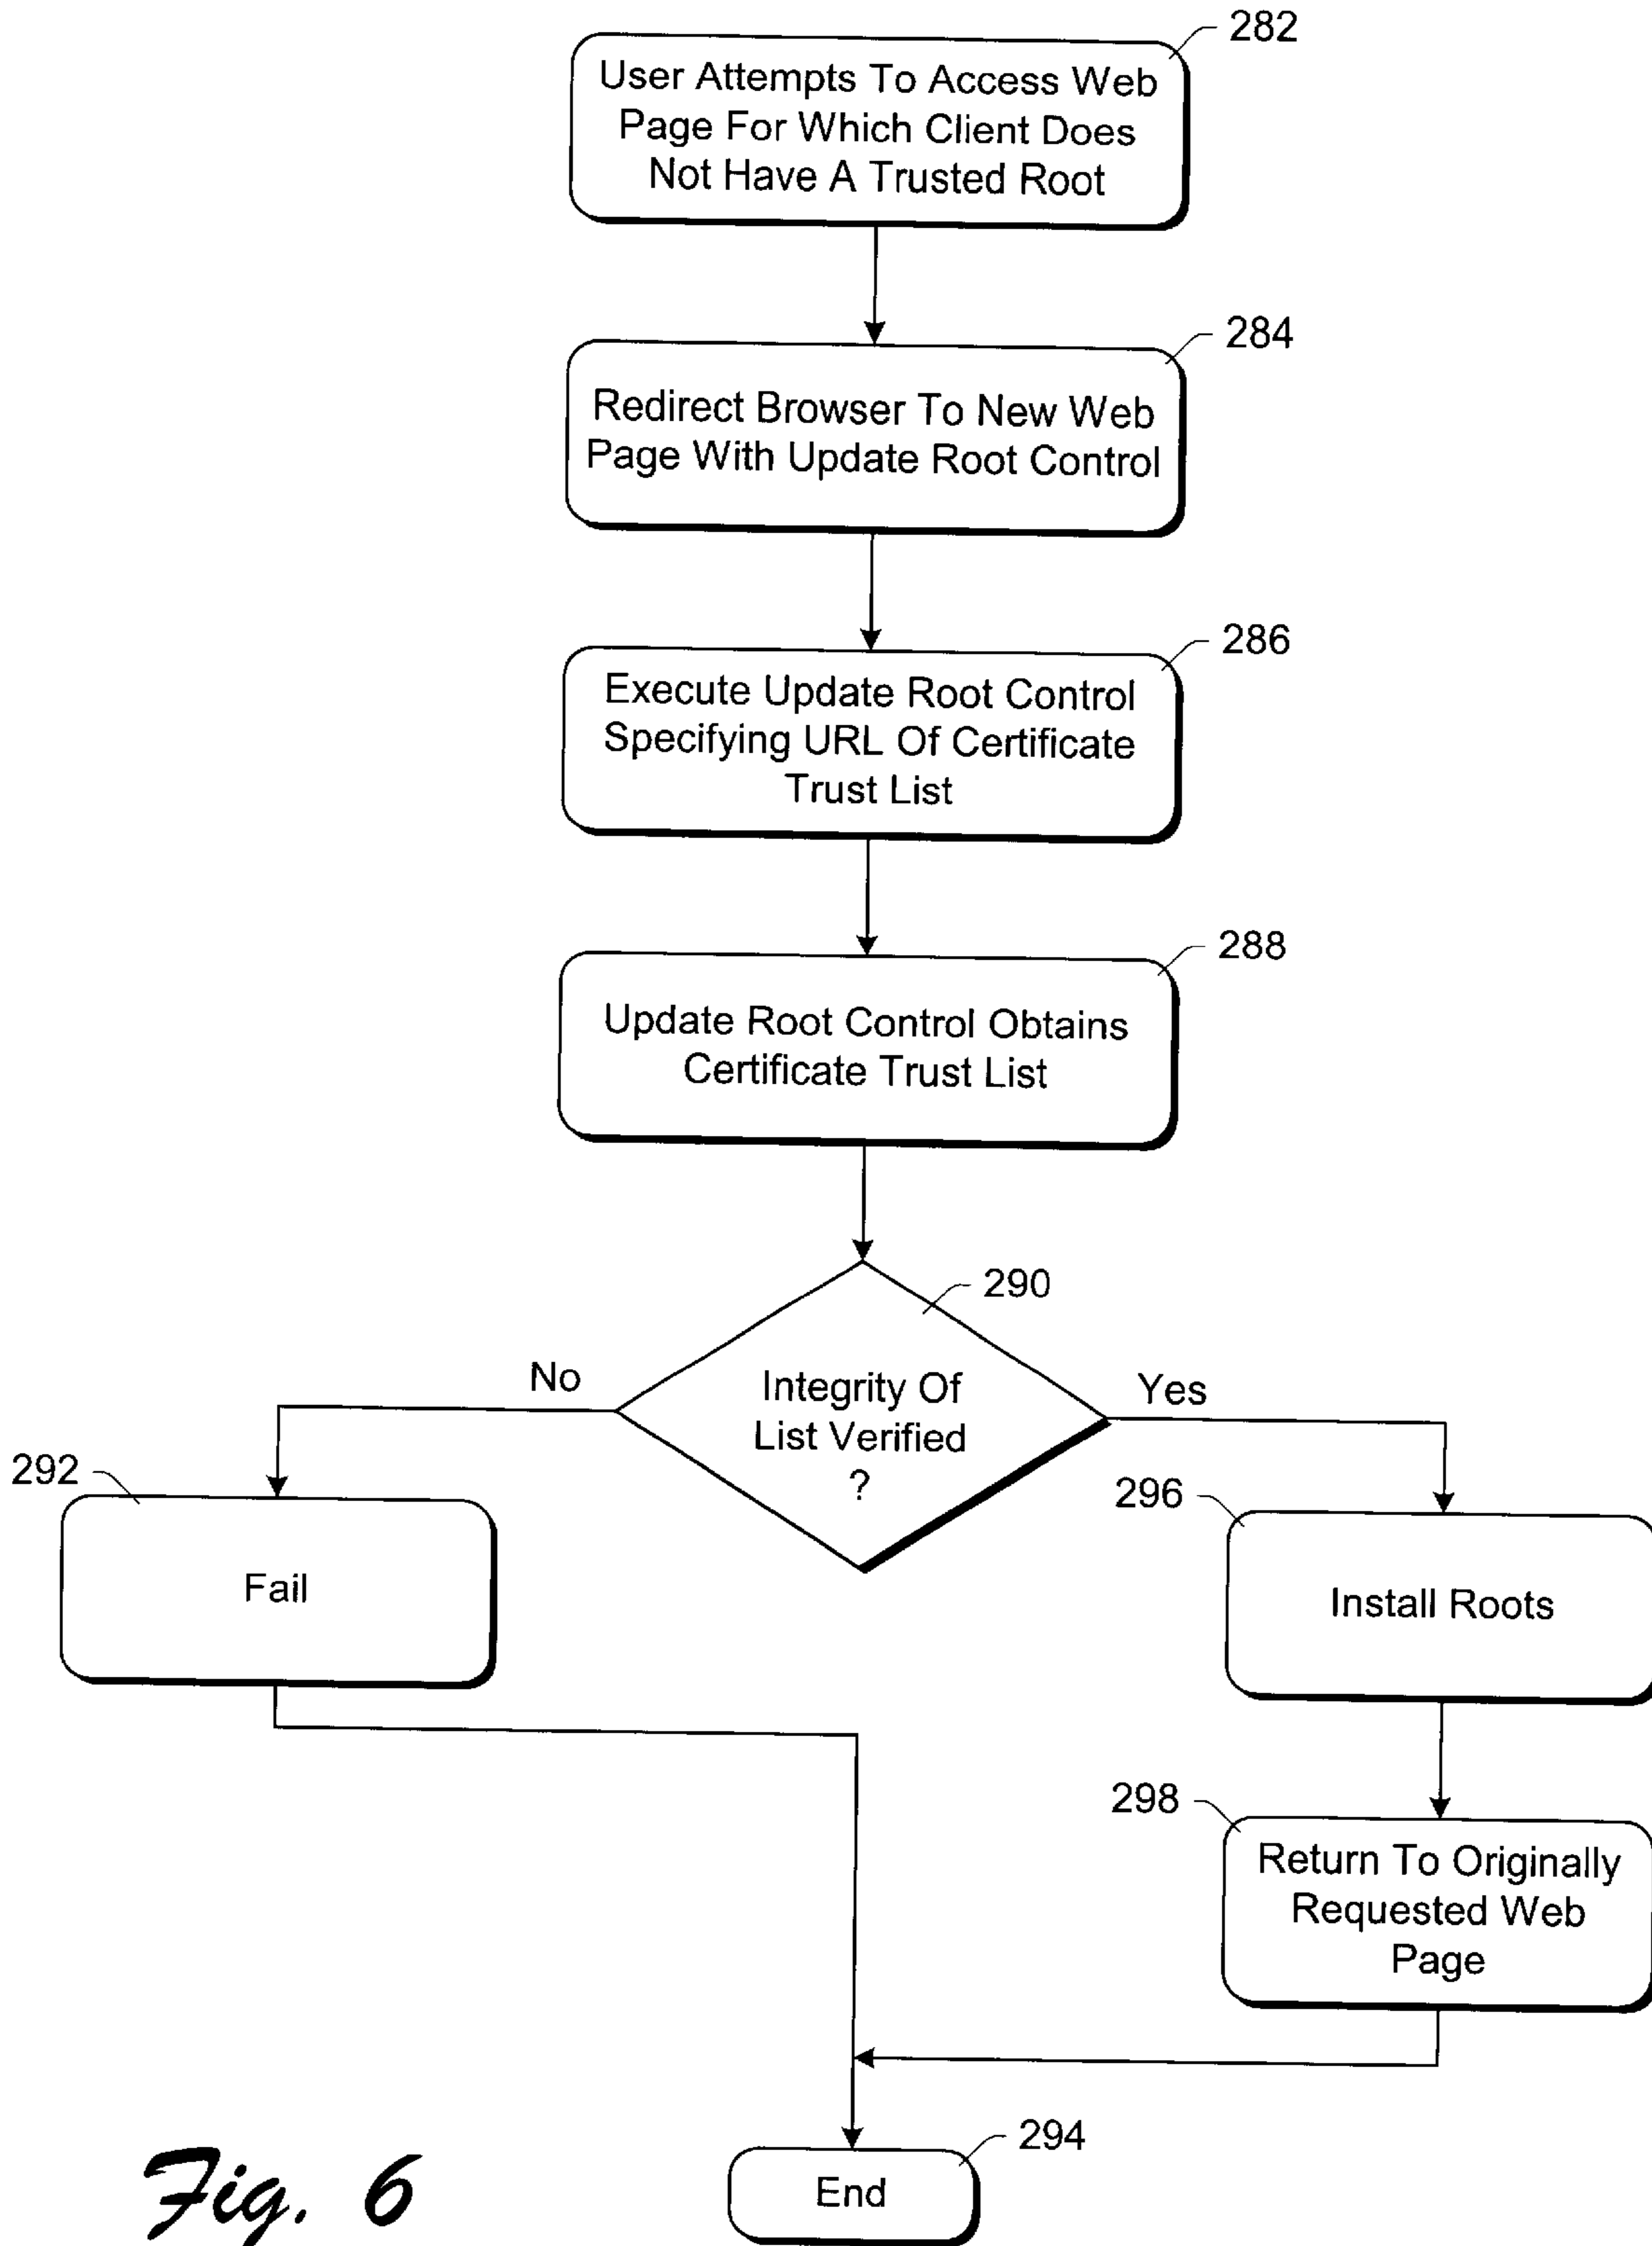 282
User Attempts To Access Web
Page For Which Client Does
Not Have A Trusted Root
284
Redirect Browser To New Web
Page With Update Root Control
286
Execute Update Root Control
Specifying URL Of Certificate
Trust List
288
Update Root Control Obtains
Certificate Trust List
290
Integrity Of
List Verified
?
No
Yes
292
Fail
296
Install Roots
298
Return To Originally
Requested Web
Page
294
End
Fig. 6